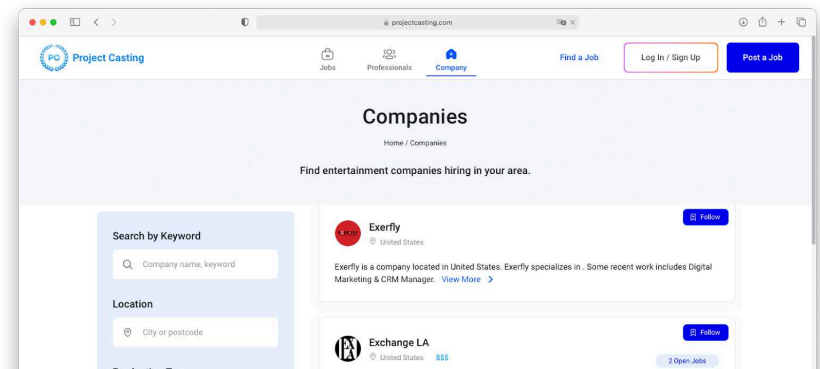 projectcasting.com
PC Project Casting
Jobs
Professionals
Company
Find a Job
Log In / Sign Up
Post a Job
Companies
Home / Companies
Find entertainment companies hiring in your area.
Search by Keyword
Company name, keyword
Location
City or postcode
Exerfly
United States
Follow
Exerfly is a company located in United States. Exerfly specializes in . Some recent work includes Digital
Marketing & CRM Manager. View More
EX
LA
Exchange LA
United States $$$
Follow
2 Open Jobs